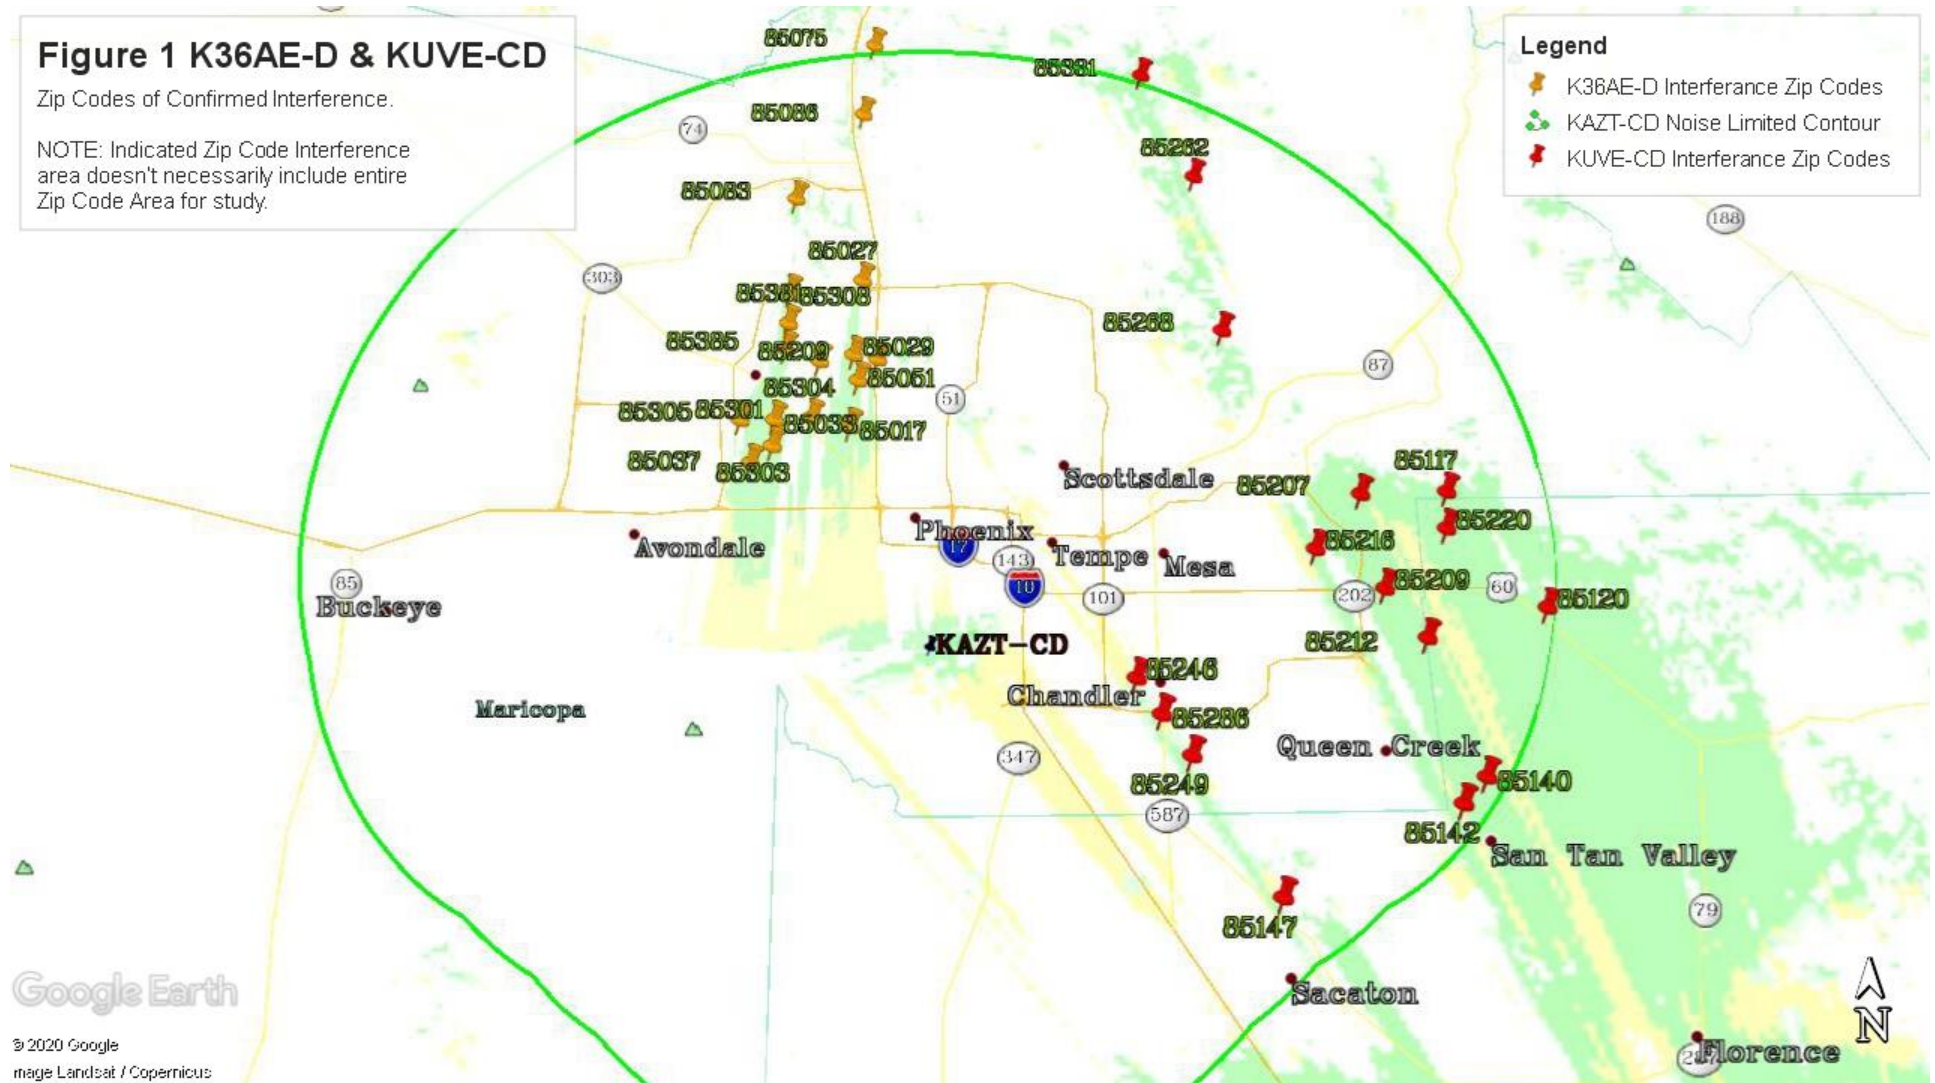 Figure 1 K36AE-D & KUVE-CD
Zip Codes of Confirmed Interference.
NOTE: Indicated Zip Code Interference
area doesn't necessarily include entire
Zip Code Area for study.
Legend
K36AE-D Interferance Zip Codes
KAZT-CD Noise Limited Contour
KUVE-CD Interferance Zip Codes
85075
85331
85086
74
85262
85083
188
85027
303
85381
85308
85268
85385
85209
85029
87
85304
85051
51
85305
85301
85033
85017
85037
85303
Scottsdale
85207
85117
Phoenix
85220
Avondale
17
143
Tempe
Mesa
85216
85
10
101
202
85209
60
85120
Buckeye
KAZT-CD
85212
85246
Chandler
Maricopa
85286
347
Queen Creek
85249
85140
587
85142
San Tan Valley
79
85147
Sacaton
Google Earth
N
© 2020 Google
Florence
mage Landsat / Copernicus